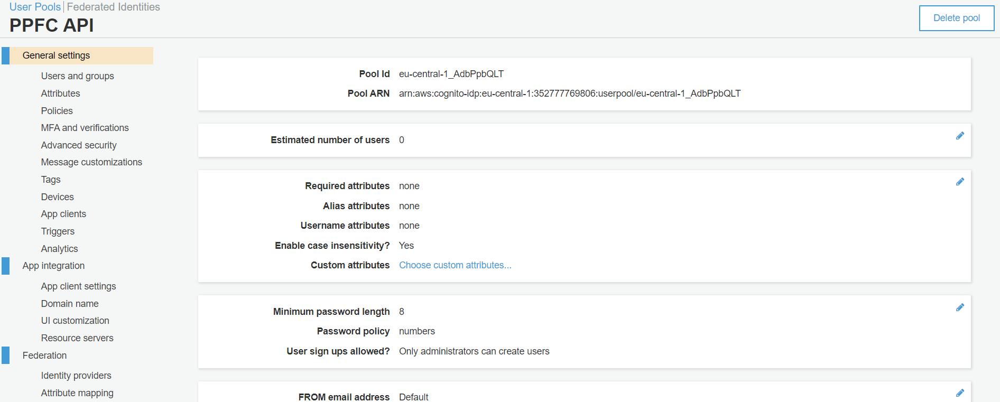 User Pools | Federated Identities
PPFC API
Delete pool
General settings
Users and groups
Attributes
Policies
MFA and verifications
Advanced security
Message customizations
Tags
Devices
App clients
Triggers
Analytics
App integration
App client settings
Domain name
UI customization
Resource servers
Federation
Identity providers
Attribute mapping
Pool Id eu-central-1_AdbPpbQLT
Pool ARN arn:aws:cognito-idp:eu-central-1:352777769806:userpool/eu-central-1_AdbPpbQLT
Estimated number of users 0
Required attributes none
Alias attributes none
Username attributes none
Enable case insensitivity? Yes
Custom attributes Choose custom attributes...
Minimum password length 8
Password policy numbers
User sign ups allowed? Only administrators can create users
FROM email address Default